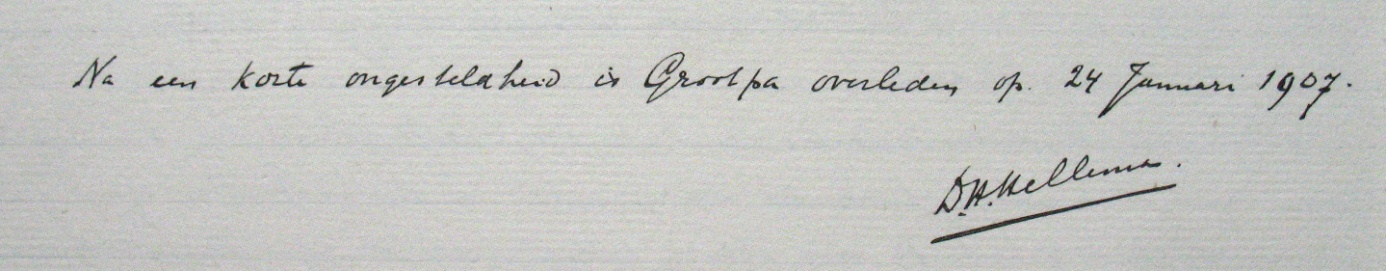 Na een korte ongesteldheid is Grootpa overleden op. 24 Januari 1907.
D.H. Hellema.